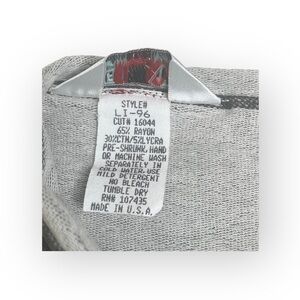 STYLE#
LI-96
CUT# 16044
65% RAYON
30%CTN/5%LYCRA
PRE-SHRUNK, HAND
OR MACHINE WASH
SEPARATELY IN
COLD WATER. USE
MILD DETERGENT
NO BLEACH
TUMBLE DRY
RN# 107435
MADE IN U.S.A.